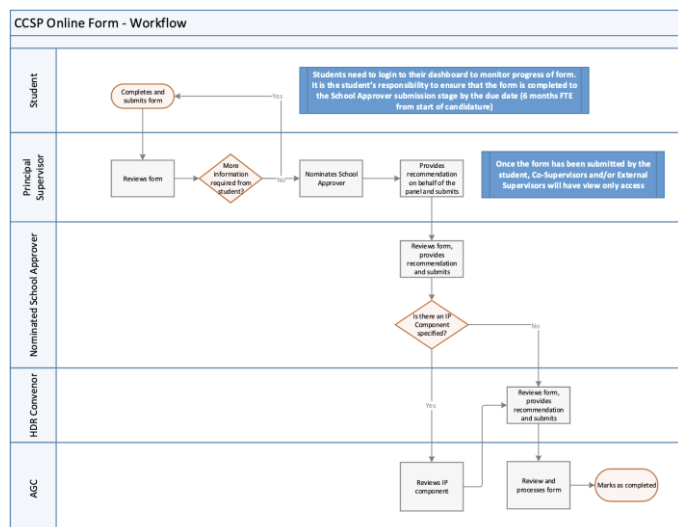 CCSP Online Form - Workflow
Student
Completes and
submits form
Yes
Students need to login to their dashboard to monitor progress of form.
It is the student's responsibility to ensure that the form is completed
to the School Approver submission stage by the due date (6 months FTE
from start of candidature)
Principal
Supervisor
Reviews form
More
information
required from
student?
No
Nominates School
Approver
Provides
recommendation
on behalf of the
panel and submits
Once the form has been submitted by the
student, Co-Supervisors and/or External
Supervisors will have view only access
Nominated School Approver
Reviews form,
provides
recommendation
and submits
Is there an IP
Component
specified?
No
Yes
HDR Convenor
Reviews form,
provides
recommendation
and submits
AGC
Reviews IP
component
Review and
processes form
Marks as completed